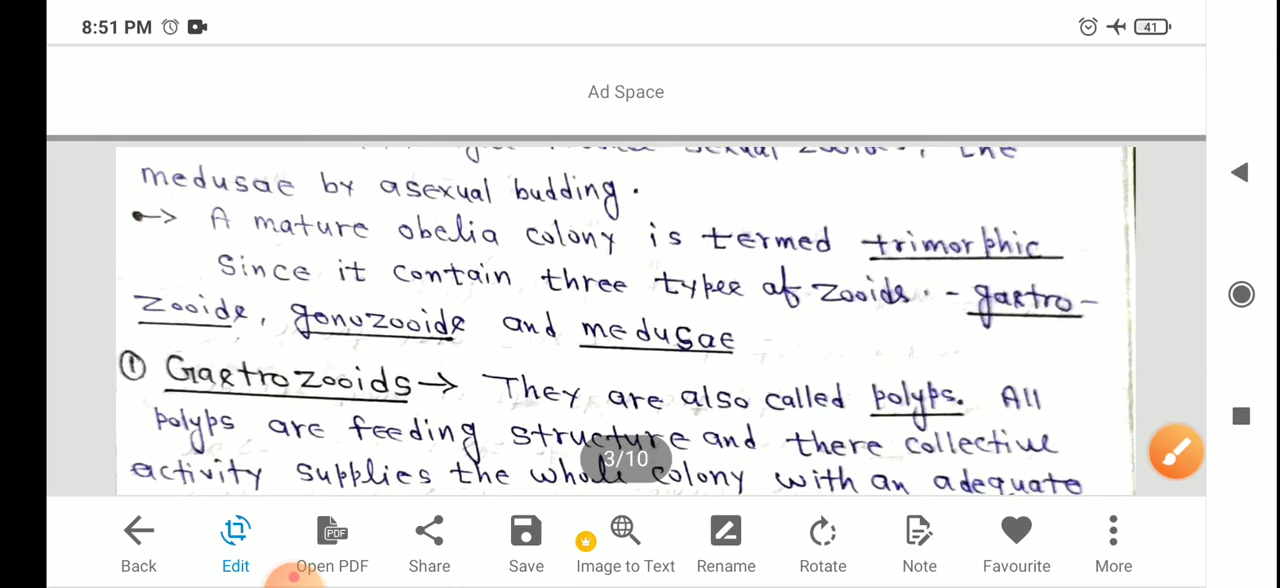 8:51 PM
41
Ad Space
sexual
medusae by asexual budding.
A mature obelia colony is termed trimorphic
Since it contain three types of zooids. - gastro-
zooide, gonozooide and medusae
① Gastrozooids → They are also called polyps. All
polyps are feeding structure and there collective
activity supplies the whole colony with an adequate
3/10
Back
Edit
Open PDF
Share
Save
Image to Text
Rename
Rotate
Note
Favourite
More